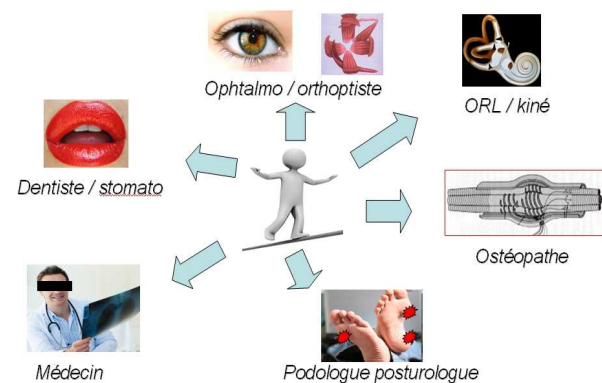 Ophtalmo / orthoptiste
ORL / kiné
Dentiste / stomato
Ostéopathe
Médecin
Podologue posturologue